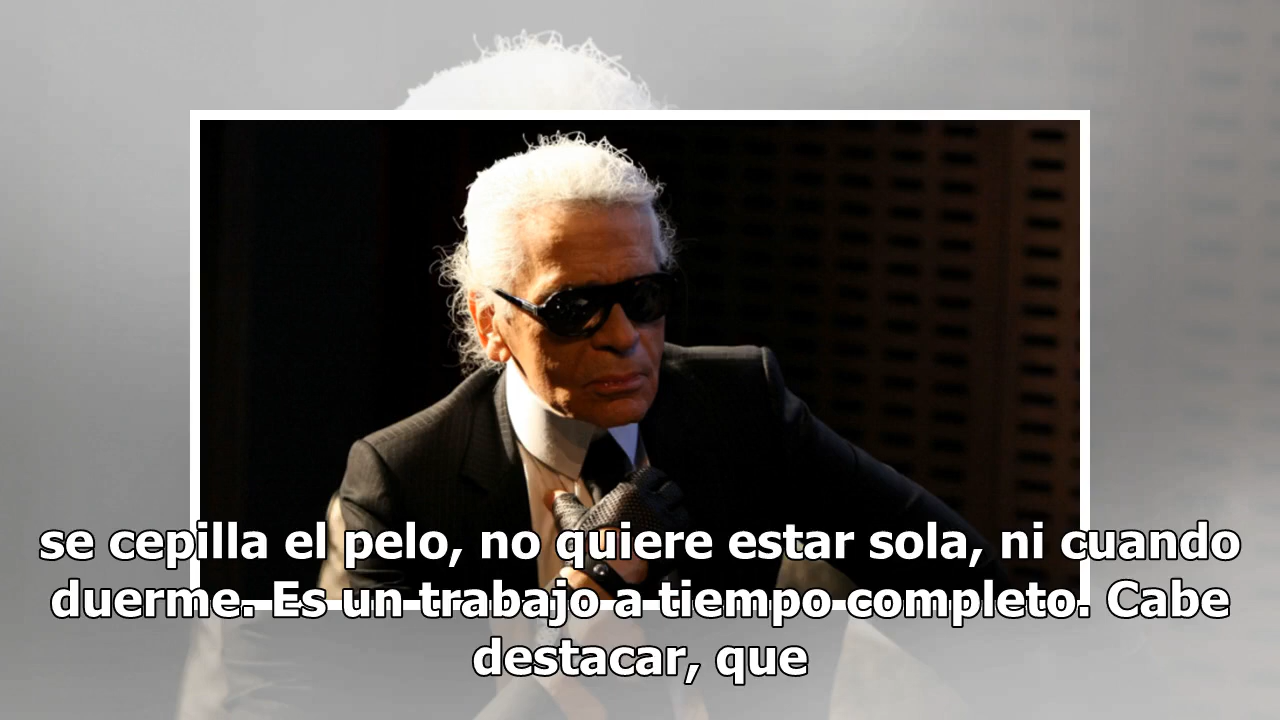 se cepilla el pelo, no quiere estar sola, ni cuando
duerme. Es un trabajo a tiempo completo. Cabe
destacar, que